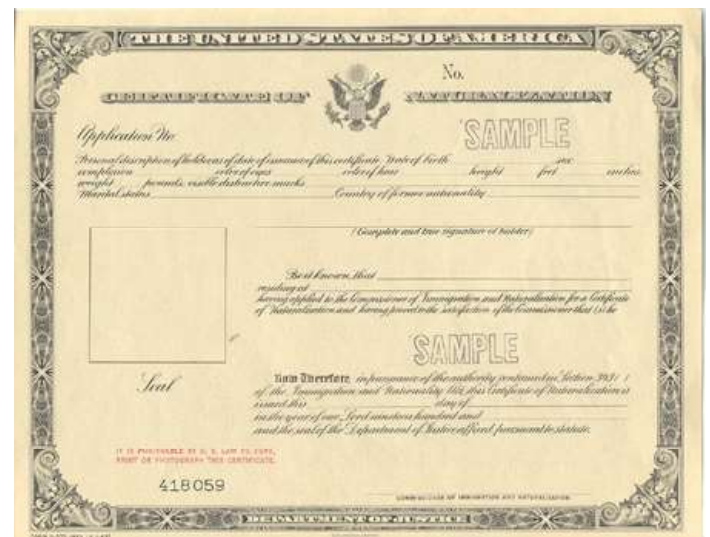 THE UNITED STATES OF AMERICA
No.
CERTIFICATE OF NATURALIZATION
Application No.
SAMPLE
Personal description of holder as of date of issuance of this certificate: Date of birth sex
complexion color of eyes color of hair height feet inches
weight pounds, visible distinctive marks
Marital status Country of former nationality
(Complete and true signature of holder)
Be it known, that
residing at
having applied to the Commissioner of Immigration and Naturalization for a Certificate
of Naturalization and having proved to the satisfaction of the Commissioner that (s)he
SAMPLE
Now Therefore, in pursuance of the authority contained in Section 343( )
of the Immigration and Nationality Act, this Certificate of Naturalization is
issued this day of
in the year of our Lord nineteen hundred and
and the seal of the Department of Justice affixed pursuant to statute.
Seal
IT IS PUNISHABLE BY U. S. LAW TO COPY,
PRINT OR PHOTOGRAPH THIS CERTIFICATE.
418059
COMMISSIONER OF IMMIGRATION AND NATURALIZATION
DEPARTMENT OF JUSTICE